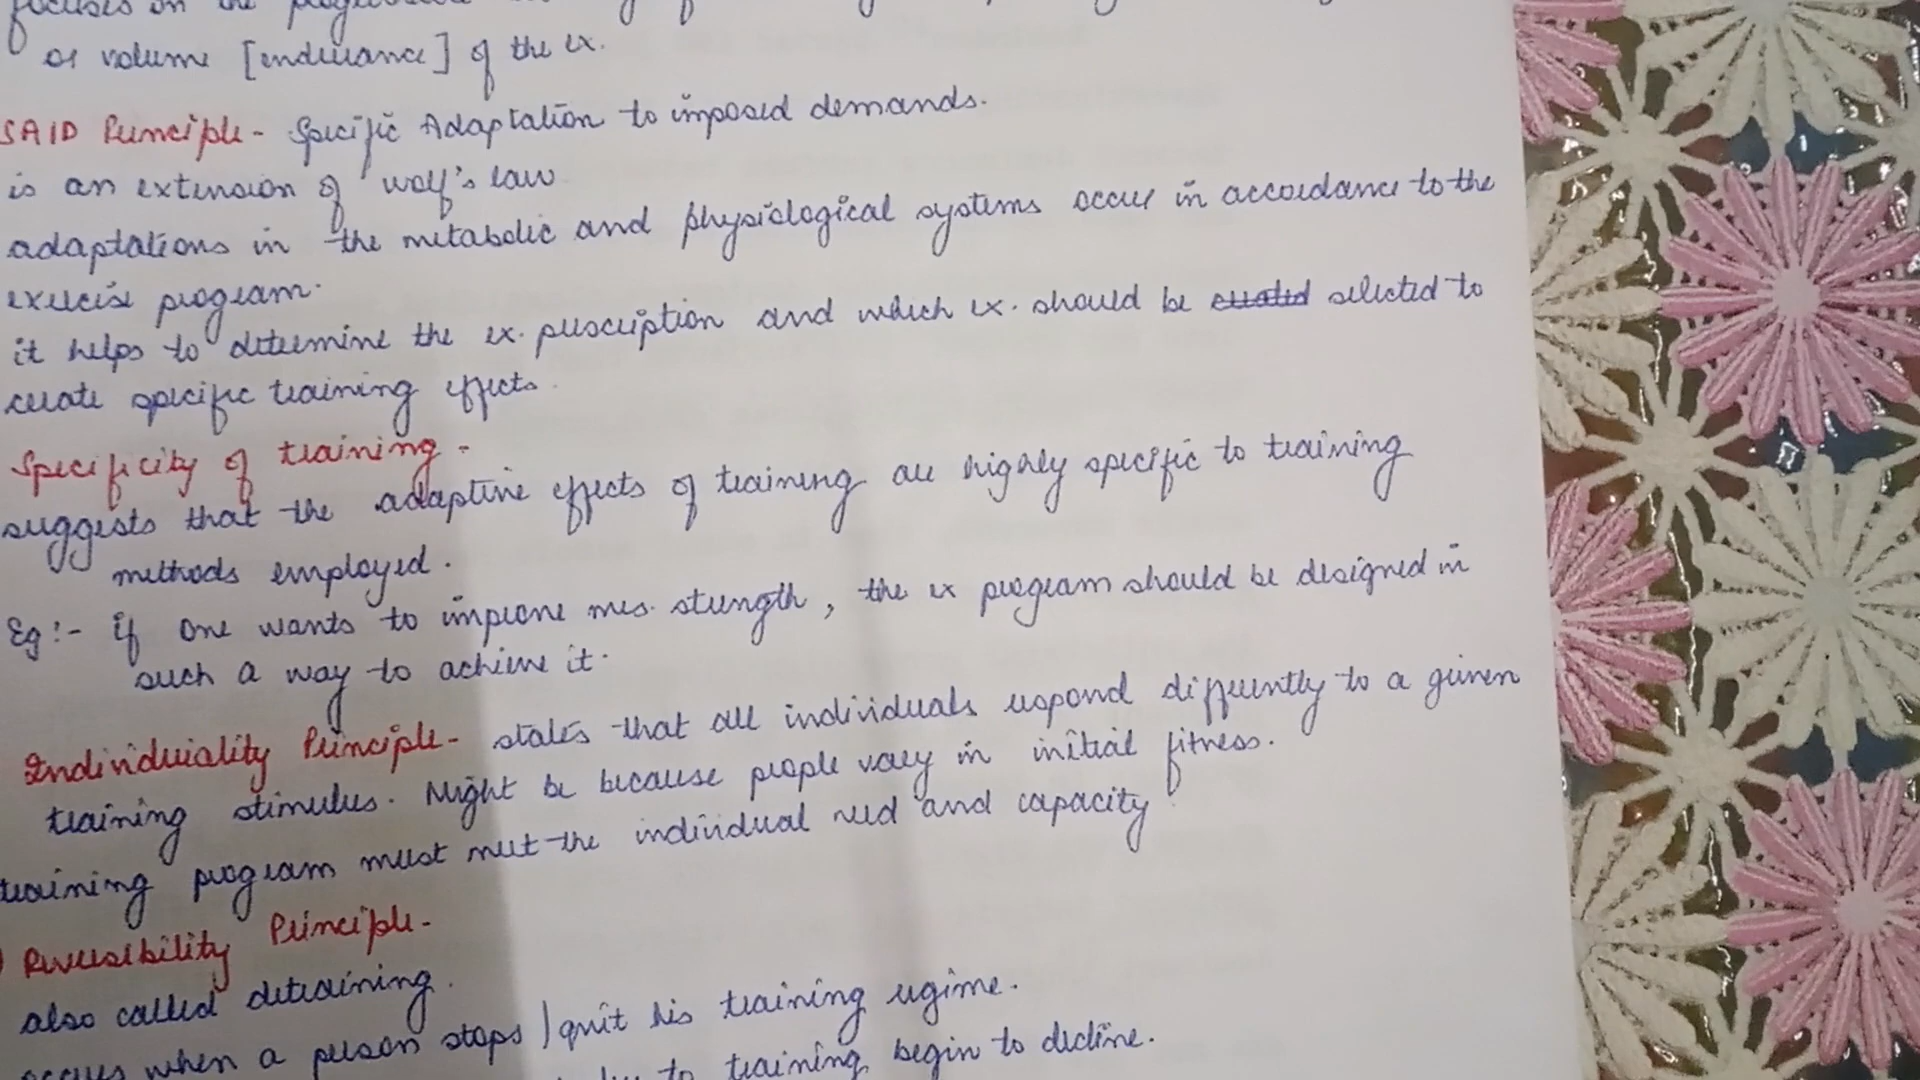 focuses on the
or volume [endurance] of the ex.
SAID Principle - Specific Adaptation to imposed demands.
is an extension of wolf's law
adaptations in the metabolic and physiological systems occur in accordance to the
exercise program.
it helps to determine the ex. prescription and which ex. should be created selected to
create specific training effects.
Specificity of training -
suggests that the adaptive effects of training are highly specific to training
methods employed.
Eg:- if one wants to improve mus. strength, the ex program should be designed in
such a way to achieve it.
Individuality Principle - states that all individuals respond differently to a given
training stimulus. Might be because people vary in initial fitness.
training program must meet the individual need and capacity
Reversibility Principle -
also called detraining.
occurs when a person stops / quit his training regime.
to training begin to decline.